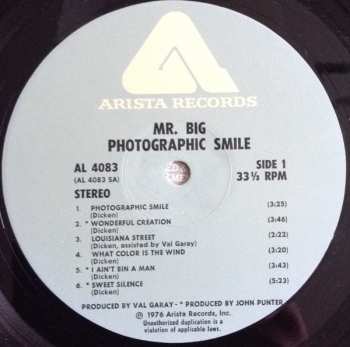 ARISTA RECORDS
MR. BIG
PHOTOGRAPHIC SMILE
AL 4083 SIDE 1
(AL 4083 SA) 33⅓ RPM
STEREO
1. PHOTOGRAPHIC SMILE (3:25)
(Dicken)
2. * WONDERFUL CREATION (3:46)
(Dicken)
3. LOUISIANA STREET (2:22)
(Dicken, assisted by Val Garay)
4. WHAT COLOR IS THE WIND (3:20)
(Dicken)
5. * I AIN'T BIN A MAN (3:43)
(Dicken)
6. * SWEET SILENCE (5:23)
(Dicken)
PRODUCED BY VAL GARAY - * PRODUCED BY JOHN PUNTER
© 1976 Arista Records, Inc.
Unauthorized duplication is a
violation of applicable laws.